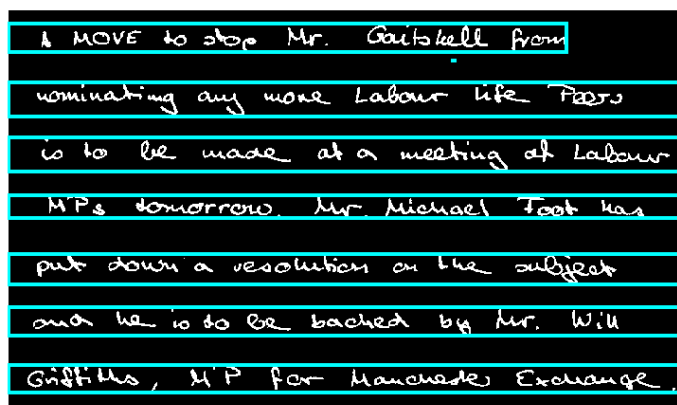 A MOVE to stop Mr. Gaitskell from
nominating any more Labour Life Peers
is to be made at a meeting of Labour
MPs tomorrow. Mr. Michael Foot has
put down a resolution on the subject
and he is to be backed by Mr. Will
Griffiths, MP for Manchester Exchange.